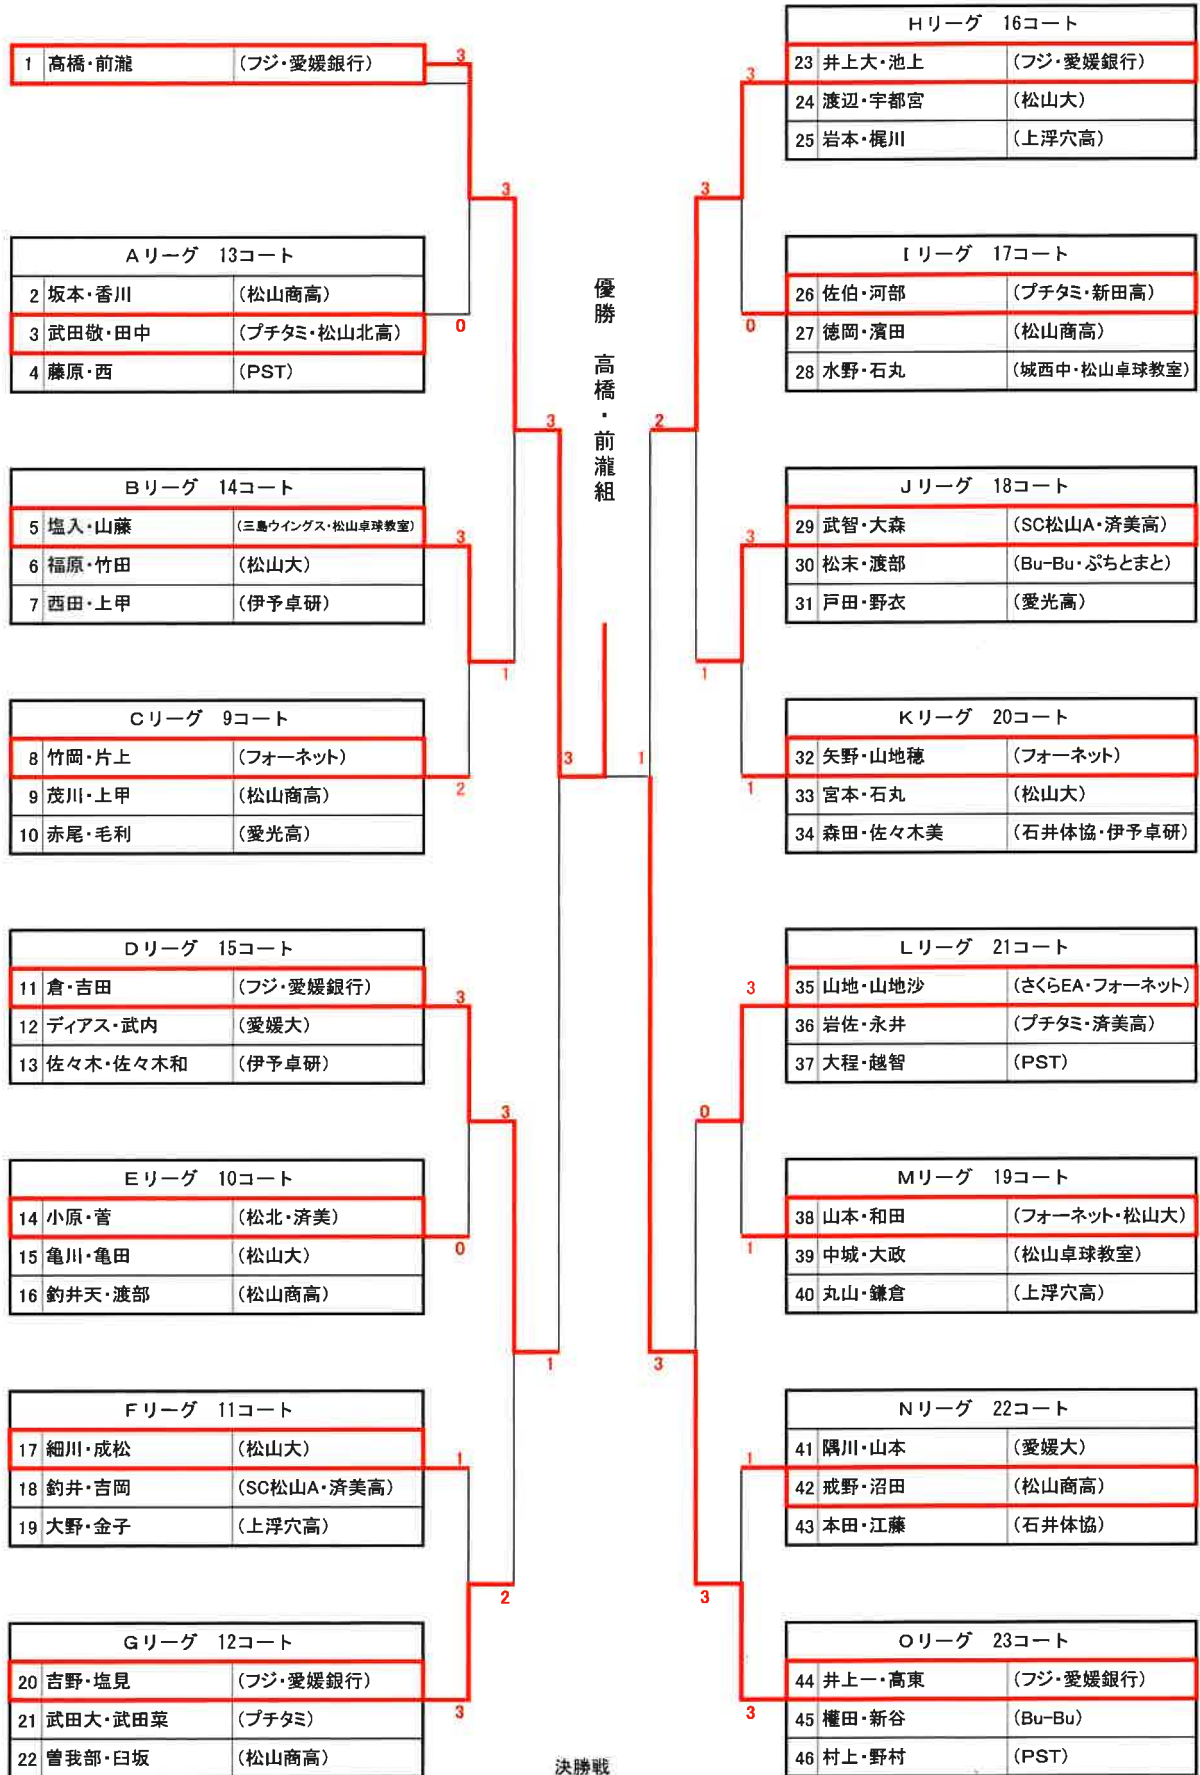 1 高橋・前瀧 (フジ・愛媛銀行)
3
Aリーグ 13コート
2 坂本・香川 (松山商高)
3 武田敬・田中 (プチタミ・松山北高)
4 藤原・西 (PST)
0
3
Bリーグ 14コート
5 塩入・山藤 (三島ウイングス・松山卓球教室)
6 福原・竹田 (松山大)
7 西田・上甲 (伊予卓研)
3
Cリーグ 9コート
8 竹岡・片上 (フォーネット)
9 茂川・上甲 (松山商高)
10 赤尾・毛利 (愛光高)
2
1
3
Dリーグ 15コート
11 倉・吉田 (フジ・愛媛銀行)
12 ディアス・武内 (愛媛大)
13 佐々木・佐々木和 (伊予卓研)
3
Eリーグ 10コート
14 小原・菅 (松北・済美)
15 亀川・亀田 (松山大)
16 釣井天・渡部 (松山商高)
0
3
Fリーグ 11コート
17 細川・成松 (松山大)
18 釣井・吉岡 (SC松山A・済美高)
19 大野・金子 (上浮穴高)
1
Gリーグ 12コート
20 吉野・塩見 (フジ・愛媛銀行)
21 武田大・武田菜 (プチタミ)
22 曽我部・臼坂 (松山商高)
3
2
1
3
優勝 高橋・前瀧組
1
Hリーグ 16コート
23 井上大・池上 (フジ・愛媛銀行)
24 渡辺・宇都宮 (松山大)
25 岩本・梶川 (上浮穴高)
3
Iリーグ 17コート
26 佐伯・河部 (プチタミ・新田高)
27 徳岡・濱田 (松山商高)
28 水野・石丸 (城西中・松山卓球教室)
0
3
Jリーグ 18コート
29 武智・大森 (SC松山A・済美高)
30 松末・渡部 (Bu-Bu・ぷちとまと)
31 戸田・野衣 (愛光高)
3
Kリーグ 20コート
32 矢野・山地穂 (フォーネット)
33 宮本・石丸 (松山大)
34 森田・佐々木美 (石井体協・伊予卓研)
1
1
2
Lリーグ 21コート
35 山地・山地沙 (さくらEA・フォーネット)
36 岩佐・永井 (プチタミ・済美高)
37 大程・越智 (PST)
3
Mリーグ 19コート
38 山本・和田 (フォーネット・松山大)
39 中城・大政 (松山卓球教室)
40 丸山・鎌倉 (上浮穴高)
1
0
Nリーグ 22コート
41 隅川・山本 (愛媛大)
42 戒野・沼田 (松山商高)
43 本田・江藤 (石井体協)
1
Oリーグ 23コート
44 井上一・高東 (フジ・愛媛銀行)
45 權田・新谷 (Bu-Bu)
46 村上・野村 (PST)
3
3
3
決勝戦